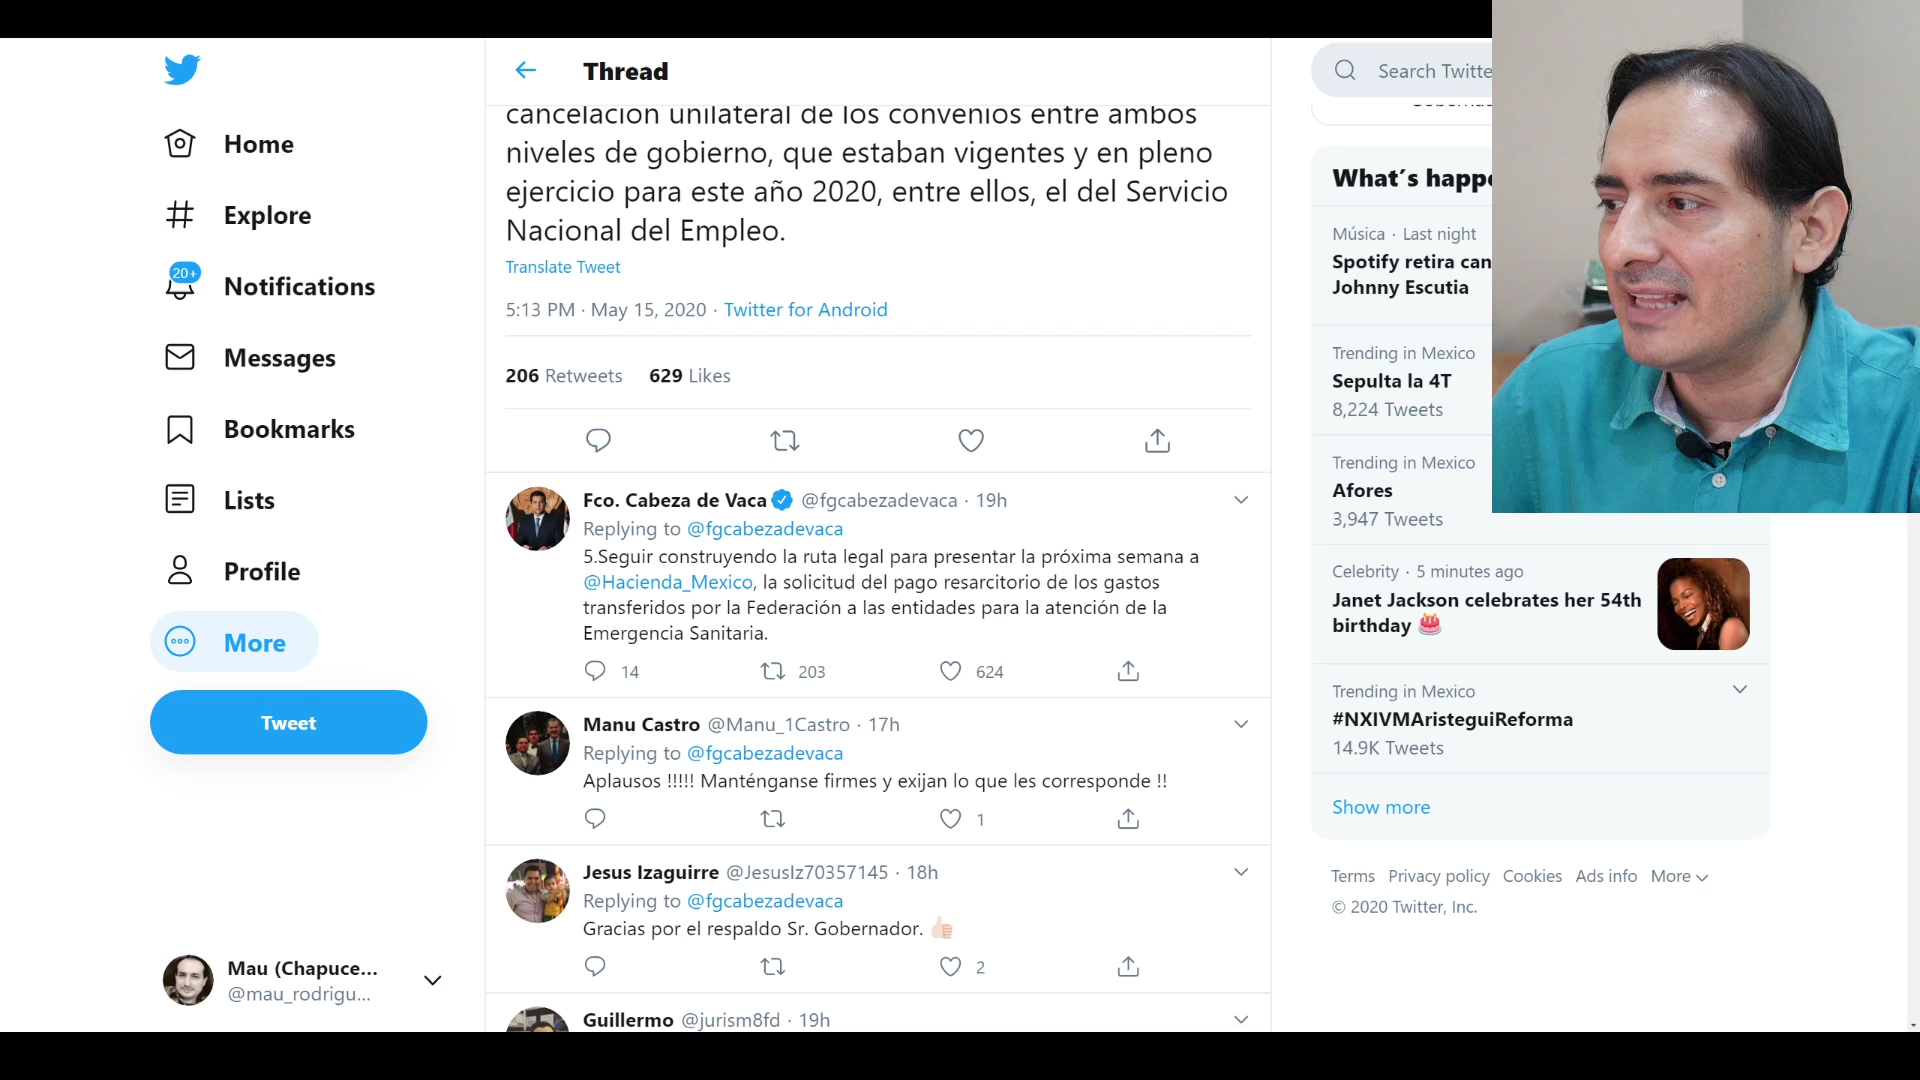 Home
Explore
20+
Notifications
Messages
Bookmarks
Lists
Profile
More
Tweet
Mau (Chapuce...
@mau_rodrigu...
Thread
cancelación unilateral de los convenios entre ambos
niveles de gobierno, que estaban vigentes y en pleno
ejercicio para este año 2020, entre ellos, el del Servicio
Nacional del Empleo.
Translate Tweet
5:13 PM · May 15, 2020 · Twitter for Android
206 Retweets 629 Likes
Fco. Cabeza de Vaca @fgcabezadevaca · 19h
Replying to @fgcabezadevaca
5.Seguir construyendo la ruta legal para presentar la próxima semana a
@Hacienda_Mexico, la solicitud del pago resarcitorio de los gastos
transferidos por la Federación a las entidades para la atención de la
Emergencia Sanitaria.
14 203 624
Manu Castro @Manu_1Castro · 17h
Replying to @fgcabezadevaca
Aplausos !!!!! Manténganse firmes y exijan lo que les corresponde !!
1
Jesus Izaguirre @JesusIz70357145 · 18h
Replying to @fgcabezadevaca
Gracias por el respaldo Sr. Gobernador. 👍🏻
2
Guillermo @jurism8fd · 19h
Search Twitte
What's happe
Música · Last night
Spotify retira can
Johnny Escutia
Trending in Mexico
Sepulta la 4T
8,224 Tweets
Trending in Mexico
Afores
3,947 Tweets
Celebrity · 5 minutes ago
Janet Jackson celebrates her 54th
birthday 🎂
Trending in Mexico
#NXIVMAristeguiReforma
14.9K Tweets
Show more
Terms Privacy policy Cookies Ads info More
© 2020 Twitter, Inc.